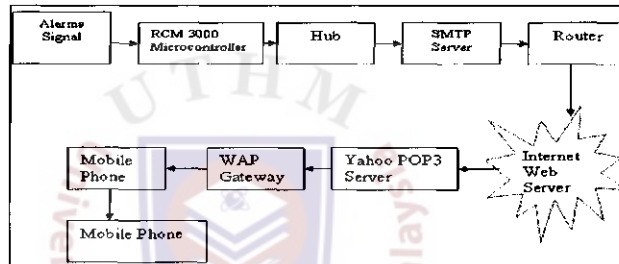 Alarms
Signal
RCM 3000
Microcontroller
Hub
SMTP
Server
Router
UTHM
Internet
Web
Server
Yahoo POP3
Server
WAP
Gateway
Mobile
Phone
Mobile Phone